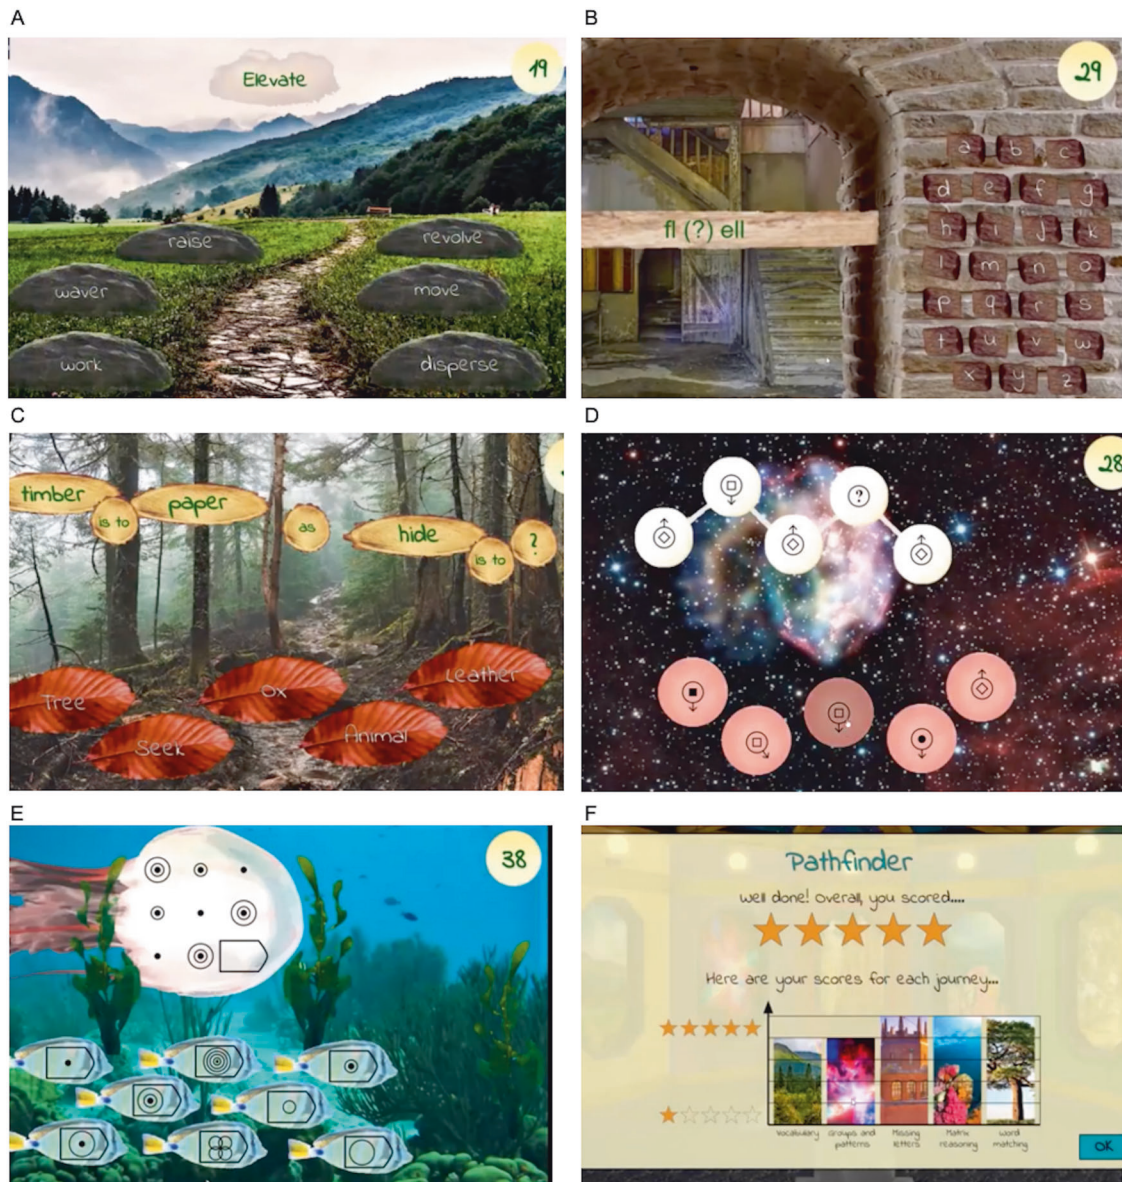 A
Elevate
19
raise
revolve
waver
move
work
disperse
B
29
fl (?) ell
a b c
d e f g
h i j k
l m n o
p q r s
t u v w
x y z
C
timber
is to
paper
as
hide
is to
?
Tree
Ox
Leather
Seek
Animal
D
28
?
E
38
F
Pathfinder
Well done! Overall, you scored....
Here are your scores for each journey...
Vocabulary
Groups and patterns
Missing letters
Matrix reasoning
Word matching
OK